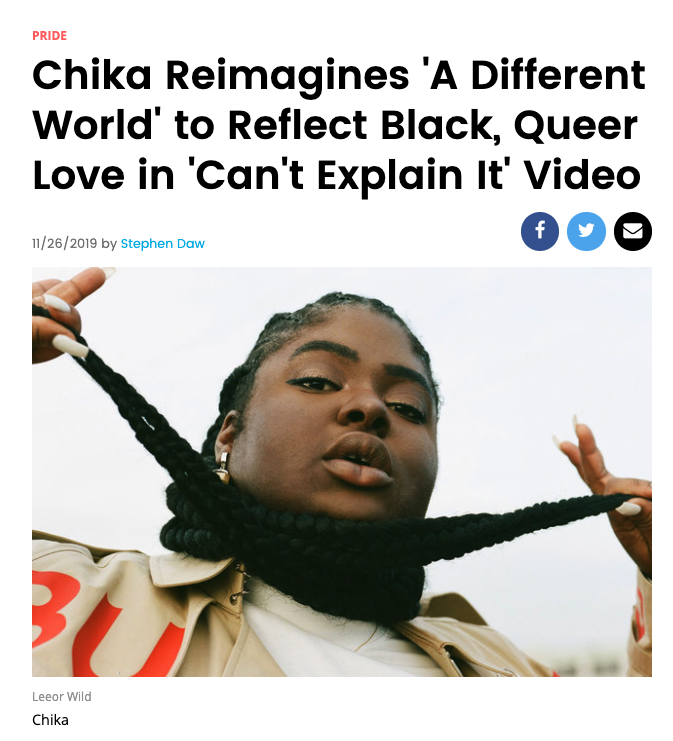 PRIDE
Chika Reimagines 'A Different
World' to Reflect Black, Queer
Love in 'Can't Explain It' Video
11/26/2019 by Stephen Daw
BU
Leeor Wild
Chika